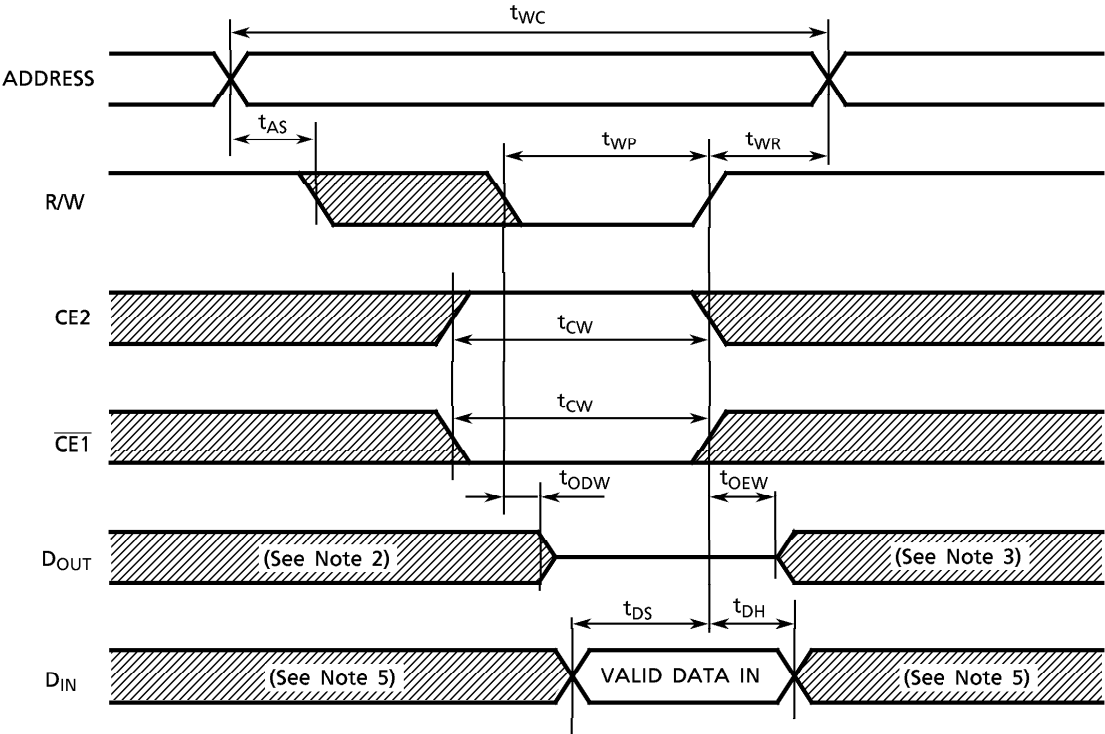 tWC
ADDRESS
tAS
tWP
tWR
R/W
CE2
tCW
tCW
CE1
tODW
tOEW
DOUT
(See Note 2)
(See Note 3)
tDS
tDH
DIN
(See Note 5)
VALID DATA IN
(See Note 5)